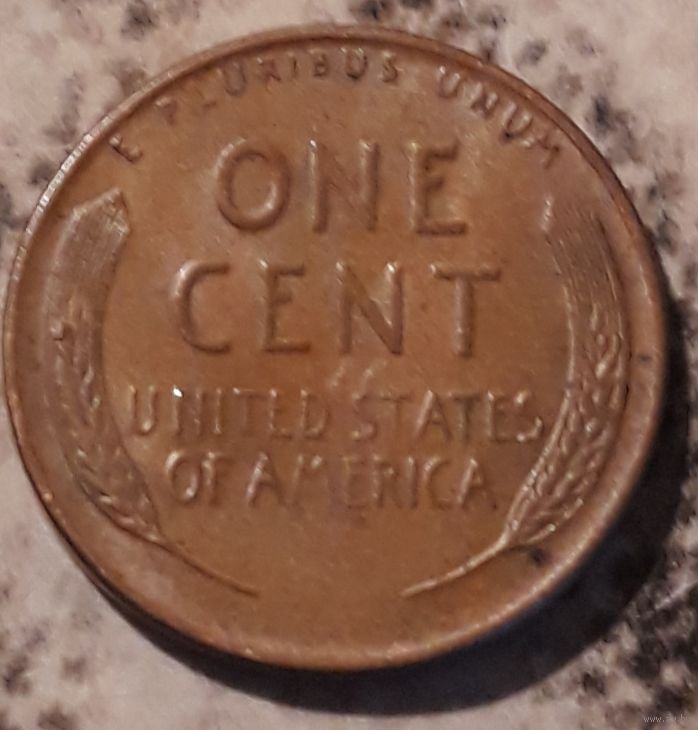 E PLURIBUS UNUM
ONE
CENT
UNITED STATES
OF AMERICA